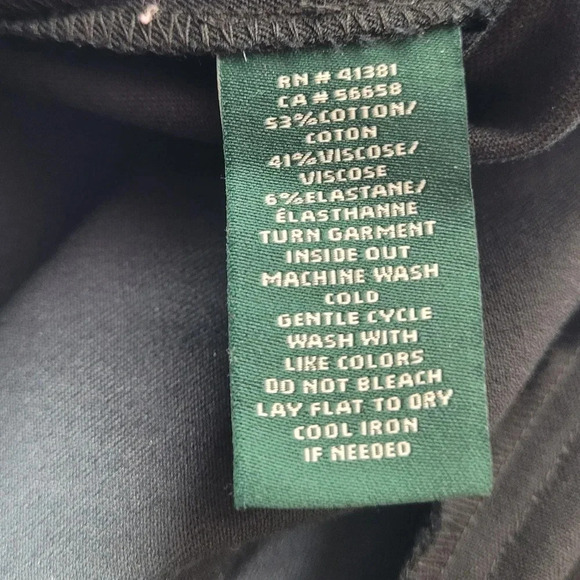 RN # 41381
CA # 56658
53%COTTON/
COTON
41%VISCOSE/
VISCOSE
6%ELASTANE/
ÉLASTHANNE
TURN GARMENT
INSIDE OUT
MACHINE WASH
COLD
GENTLE CYCLE
WASH WITH
LIKE COLORS
DO NOT BLEACH
LAY FLAT TO DRY
COOL IRON
IF NEEDED